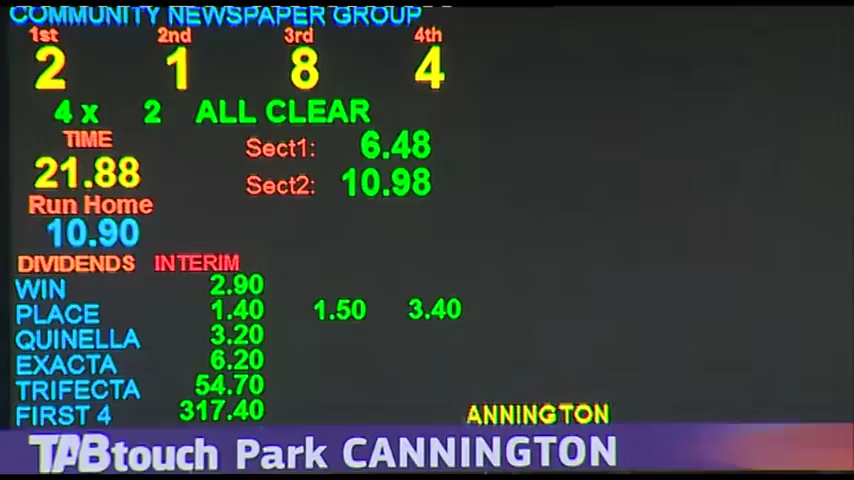 COMMUNITY NEWSPAPER GROUP
1st 2nd 3rd 4th
2 1 8 4
4 x 2 ALL CLEAR
TIME Sect1: 6.48
21.88 Sect2: 10.98
Run Home
10.90
DIVIDENDS INTERIM
WIN 2.90
PLACE 1.40 1.50 3.40
QUINELLA 3.20
EXACTA 6.20
TRIFECTA 54.70
FIRST 4 317.40
ANNINGTON
TABtouch Park CANNINGTON